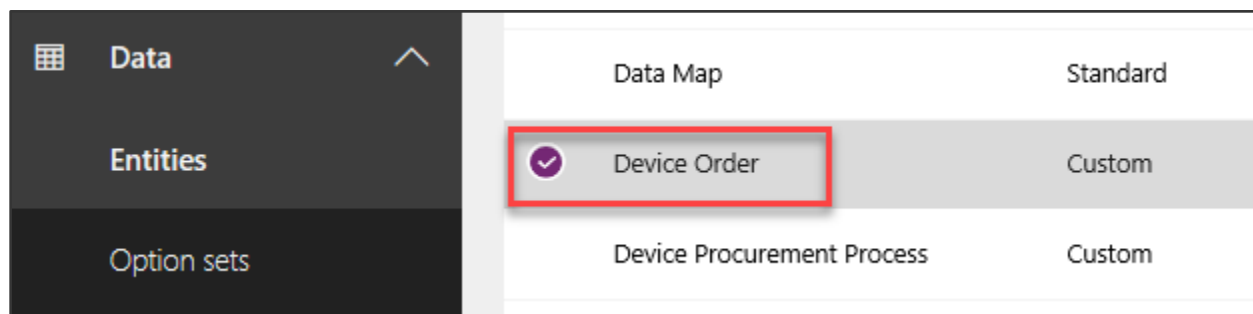 Data
Entities
Option sets
Data Map Standard
Device Order Custom
Device Procurement Process Custom